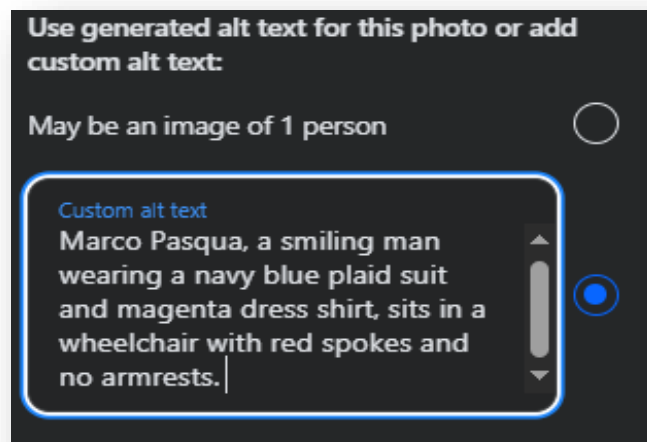 Use generated alt text for this photo or add
custom alt text:
May be an image of 1 person
Custom alt text
Marco Pasqua, a smiling man
wearing a navy blue plaid suit
and magenta dress shirt, sits in a
wheelchair with red spokes and
no armrests.